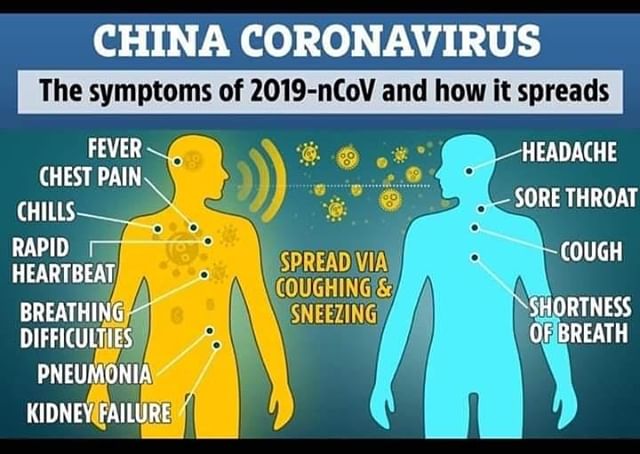 CHINA CORONAVIRUS
The symptoms of 2019-nCoV and how it spreads
FEVER
CHEST PAIN
CHILLS
RAPID
HEARTBEAT
BREATHING
DIFFICULTIES
PNEUMONIA
KIDNEY FAILURE
SPREAD VIA
COUGHING &
SNEEZING
HEADACHE
SORE THROAT
COUGH
SHORTNESS
OF BREATH